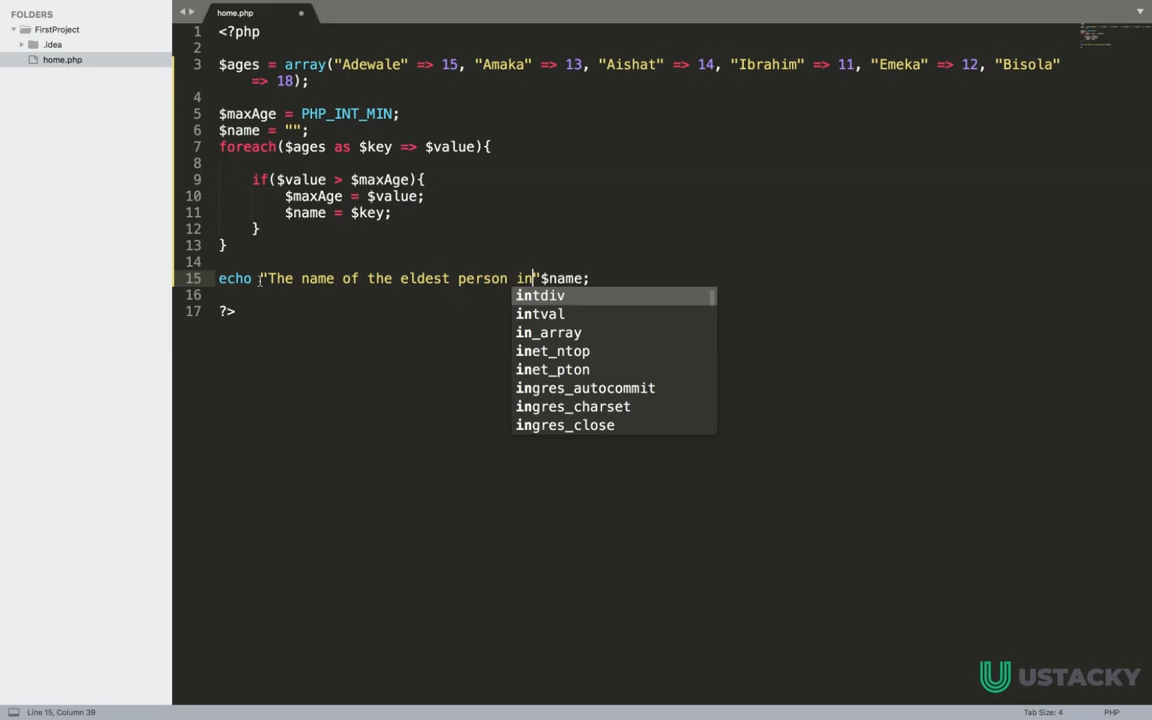 FOLDERS
FirstProject
.idea
home.php
home.php
1 <?php
2
3 $ages = array("Adewale" => 15, "Amaka" => 13, "Aishat" => 14, "Ibrahim" => 11, "Emeka" => 12, "Bisola"
=> 18);
4
5 $maxAge = PHP_INT_MIN;
6 $name = "";
7 foreach($ages as $key => $value){
8
9 if($value > $maxAge){
10 $maxAge = $value;
11 $name = $key;
12 }
13 }
14
15 echo "The name of the eldest person in"$name;
intdiv
16
intval
17 ?>
in_array
inet_ntop
inet_pton
ingres_autocommit
ingres_charset
ingres_close
USTACKY
Line 15, Column 39
Tab Size: 4
PHP